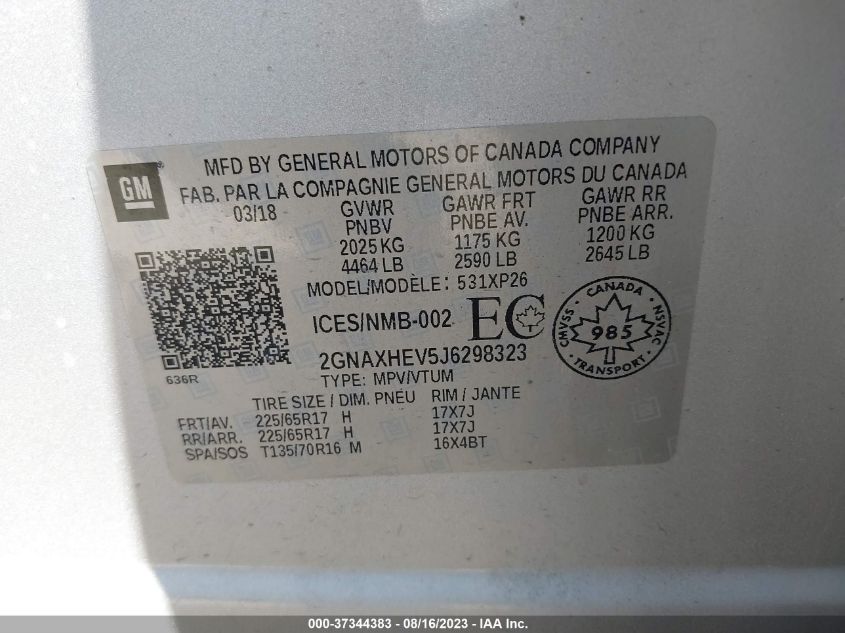 GM
MFD BY GENERAL MOTORS OF CANADA COMPANY
FAB. PAR LA COMPAGNIE GENERAL MOTORS DU CANADA
03/18 GVWR GAWR FRT GAWR RR
PNBV PNBE AV. PNBE ARR.
2025 KG 1175 KG 1200 KG
4464 LB 2590 LB 2645 LB
MODEL/MODÈLE: 531XP26
ICES/NMB-002 EC
CANADA
CMVSS 985 NSVAC
TRANSPORT
2GNAXHEV5J6298323
636R TYPE: MPV/VTUM
TIRE SIZE / DIM. PNEU RIM / JANTE
FRT/AV. 225/65R17 H 17X7J
RR/ARR. 225/65R17 H 17X7J
SPA/SOS T135/70R16 M 16X4BT
000-37344383 - 08/16/2023 - IAA Inc.